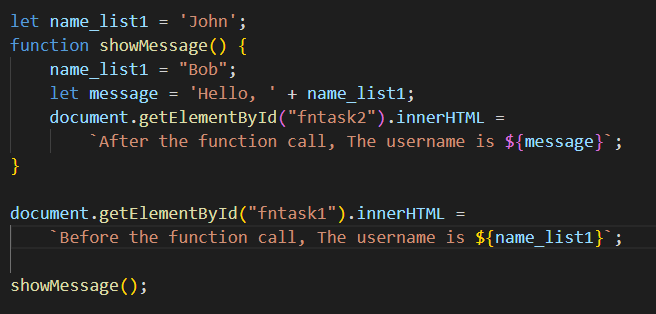 let name_list1 = 'John';
function showMessage() {
    name_list1 = "Bob";
    let message = 'Hello, ' + name_list1;
    document.getElementById("fntask2").innerHTML =
        `After the function call, The username is ${message}`;
}
document.getElementById("fntask1").innerHTML =
    `Before the function call, The username is ${name_list1}`;
showMessage();